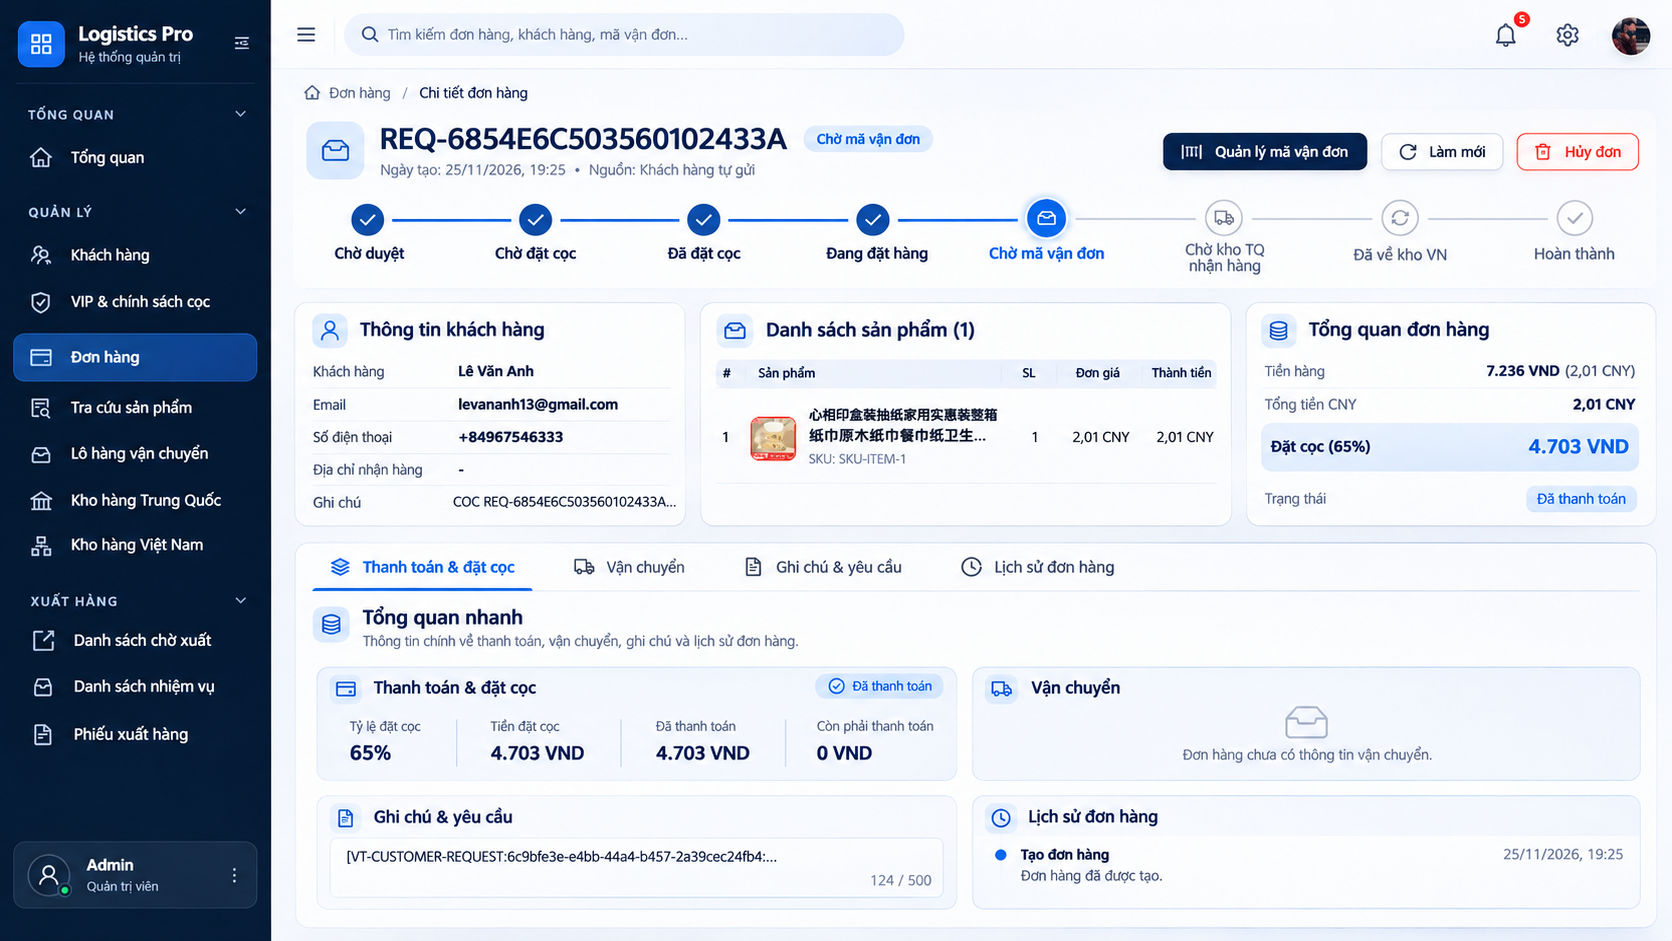 Logistics Pro
Hệ thống quản trị
TỔNG QUAN
Tổng quan
QUẢN LÝ
Khách hàng
VIP & chính sách cọc
Đơn hàng
Tra cứu sản phẩm
Lô hàng vận chuyển
Kho hàng Trung Quốc
Kho hàng Việt Nam
XUẤT HÀNG
Danh sách chờ xuất
Danh sách nhiệm vụ
Phiếu xuất hàng
Admin
Quản trị viên
Tìm kiếm đơn hàng, khách hàng, mã vận đơn...
5
Đơn hàng / Chi tiết đơn hàng
REQ-6854E6C503560102433A Chờ mã vận đơn
Ngày tạo: 25/11/2026, 19:25 • Nguồn: Khách hàng tự gửi
Quản lý mã vận đơn Làm mới Hủy đơn
Chờ duyệt
Chờ đặt cọc
Đã đặt cọc
Đang đặt hàng
Chờ mã vận đơn
Chờ kho TQ
nhận hàng
Đã về kho VN
Hoàn thành
Thông tin khách hàng
Khách hàng Lê Văn Anh
Email levananh13@gmail.com
Số điện thoại +84967546333
Địa chỉ nhận hàng -
Ghi chú COC REQ-6854E6C503560102433A...
Danh sách sản phẩm (1)
# Sản phẩm SL Đơn giá Thành tiền
心相印盒装抽纸家用实惠装整箱
1 纸巾原木纸巾餐巾纸卫生... 1 2,01 CNY 2,01 CNY
SKU: SKU-ITEM-1
Tổng quan đơn hàng
Tiền hàng 7.236 VND (2,01 CNY)
Tổng tiền CNY 2,01 CNY
Đặt cọc (65%) 4.703 VND
Trạng thái Đã thanh toán
Thanh toán & đặt cọc Vận chuyển Ghi chú & yêu cầu Lịch sử đơn hàng
Tổng quan nhanh
Thông tin chính về thanh toán, vận chuyển, ghi chú và lịch sử đơn hàng.
Thanh toán & đặt cọc Đã thanh toán
Tỷ lệ đặt cọc Tiền đặt cọc Đã thanh toán Còn phải thanh toán
65% 4.703 VND 4.703 VND 0 VND
Vận chuyển
Đơn hàng chưa có thông tin vận chuyển.
Ghi chú & yêu cầu
[VT-CUSTOMER-REQUEST:6c9bfe3e-e4bb-44a4-b457-2a39cec24fb4:...
124 / 500
Lịch sử đơn hàng
Tạo đơn hàng 25/11/2026, 19:25
Đơn hàng đã được tạo.